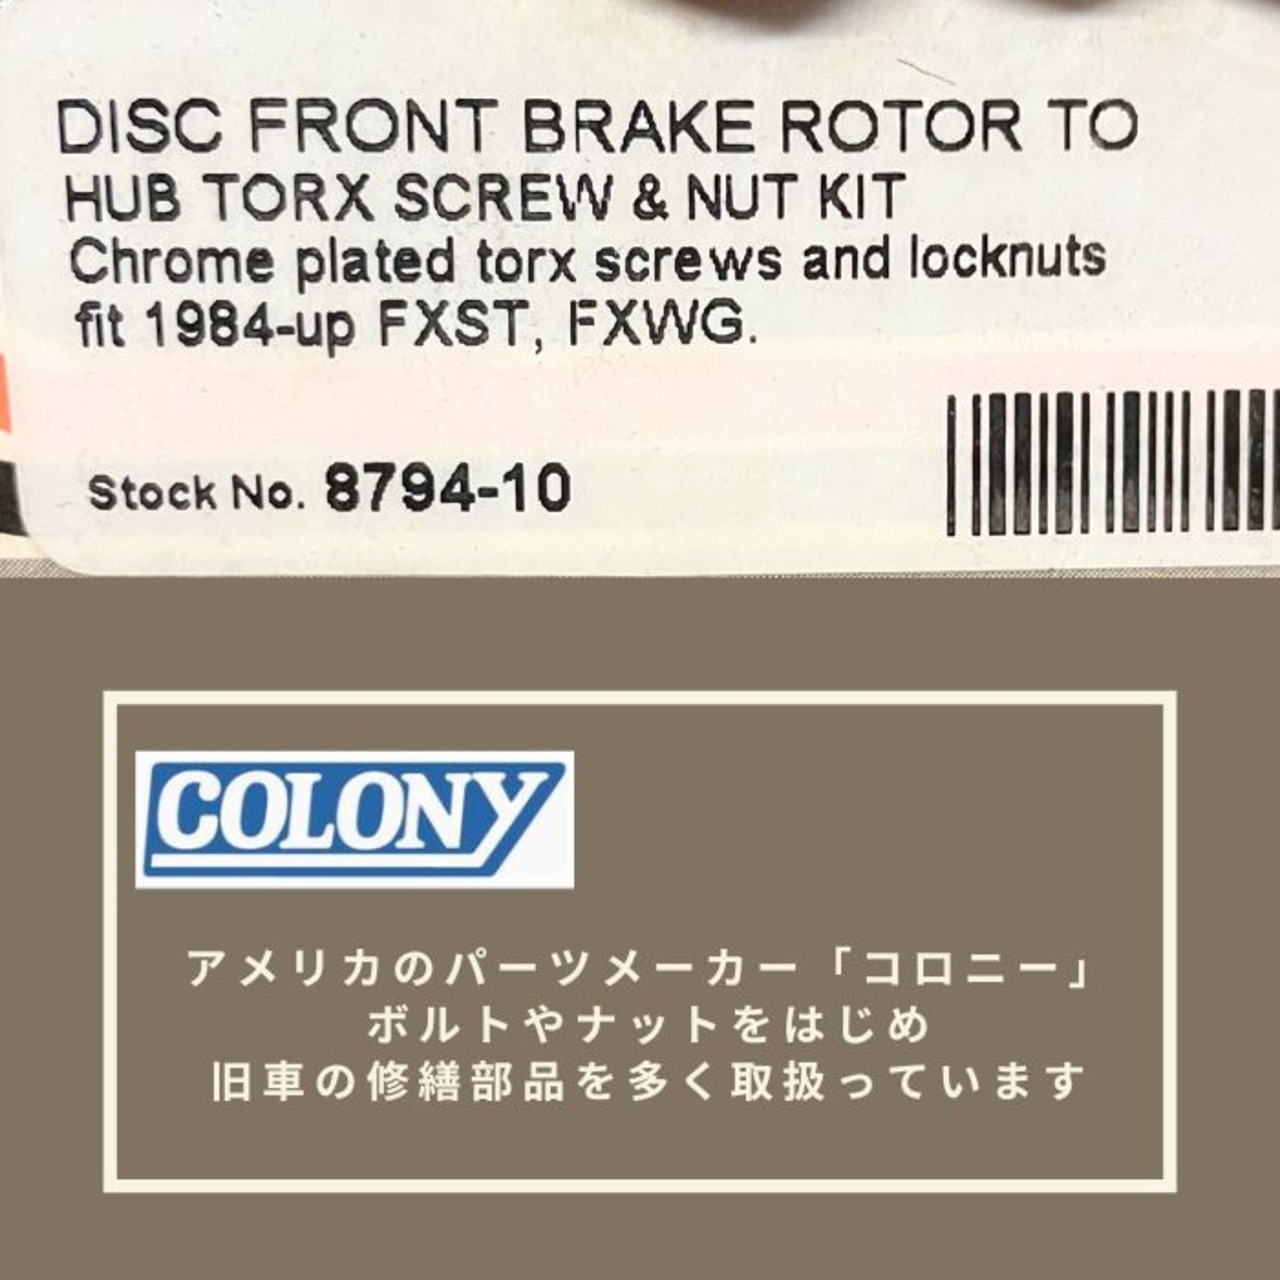 DISC FRONT BRAKE ROTOR TO
HUB TORX SCREW & NUT KIT
Chrome plated torx screws and locknuts
fit 1984-up FXST, FXWG.
Stock No. 8794-10
COLONY
アメリカのパーツメーカー「コロニー」
ボルトやナットをはじめ
旧車の修繕部品を多く取扱っています